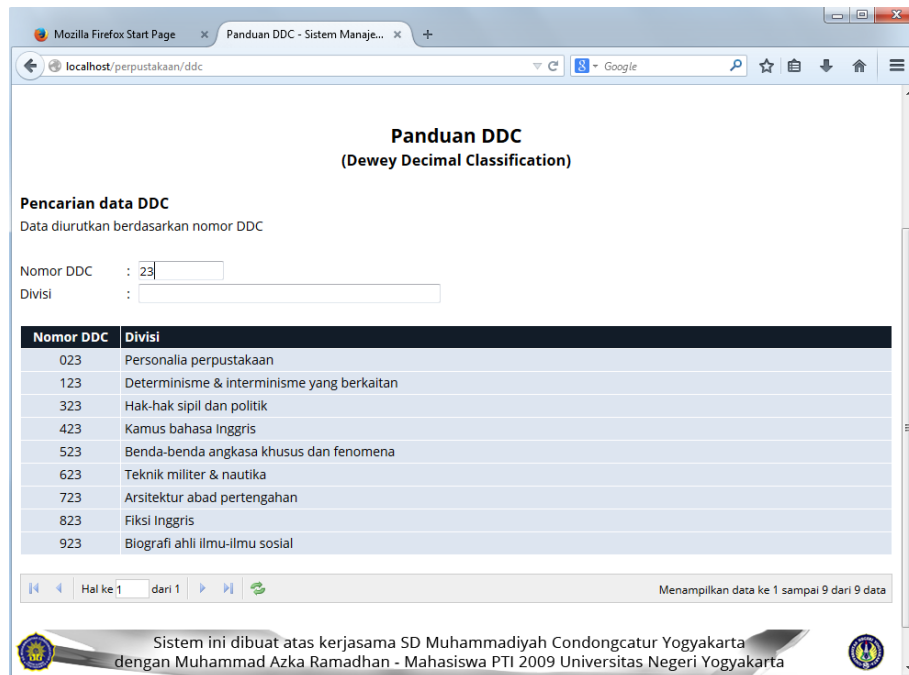 Mozilla Firefox Start Page × Panduan DDC - Sistem Manaje... × +
localhost/perpustakaan/ddc Google
Panduan DDC
(Dewey Decimal Classification)
Pencarian data DDC
Data diurutkan berdasarkan nomor DDC
Nomor DDC : 23
Divisi :
Nomor DDC Divisi
023 Personalia perpustakaan
123 Determinisme & interminisme yang berkaitan
323 Hak-hak sipil dan politik
423 Kamus bahasa Inggris
523 Benda-benda angkasa khusus dan fenomena
623 Teknik militer & nautika
723 Arsitektur abad pertengahan
823 Fiksi Inggris
923 Biografi ahli ilmu-ilmu sosial
Hal ke 1 dari 1 Menampilkan data ke 1 sampai 9 dari 9 data
Sistem ini dibuat atas kerjasama SD Muhammadiyah Condongcatur Yogyakarta
dengan Muhammad Azka Ramadhan - Mahasiswa PTI 2009 Universitas Negeri Yogyakarta